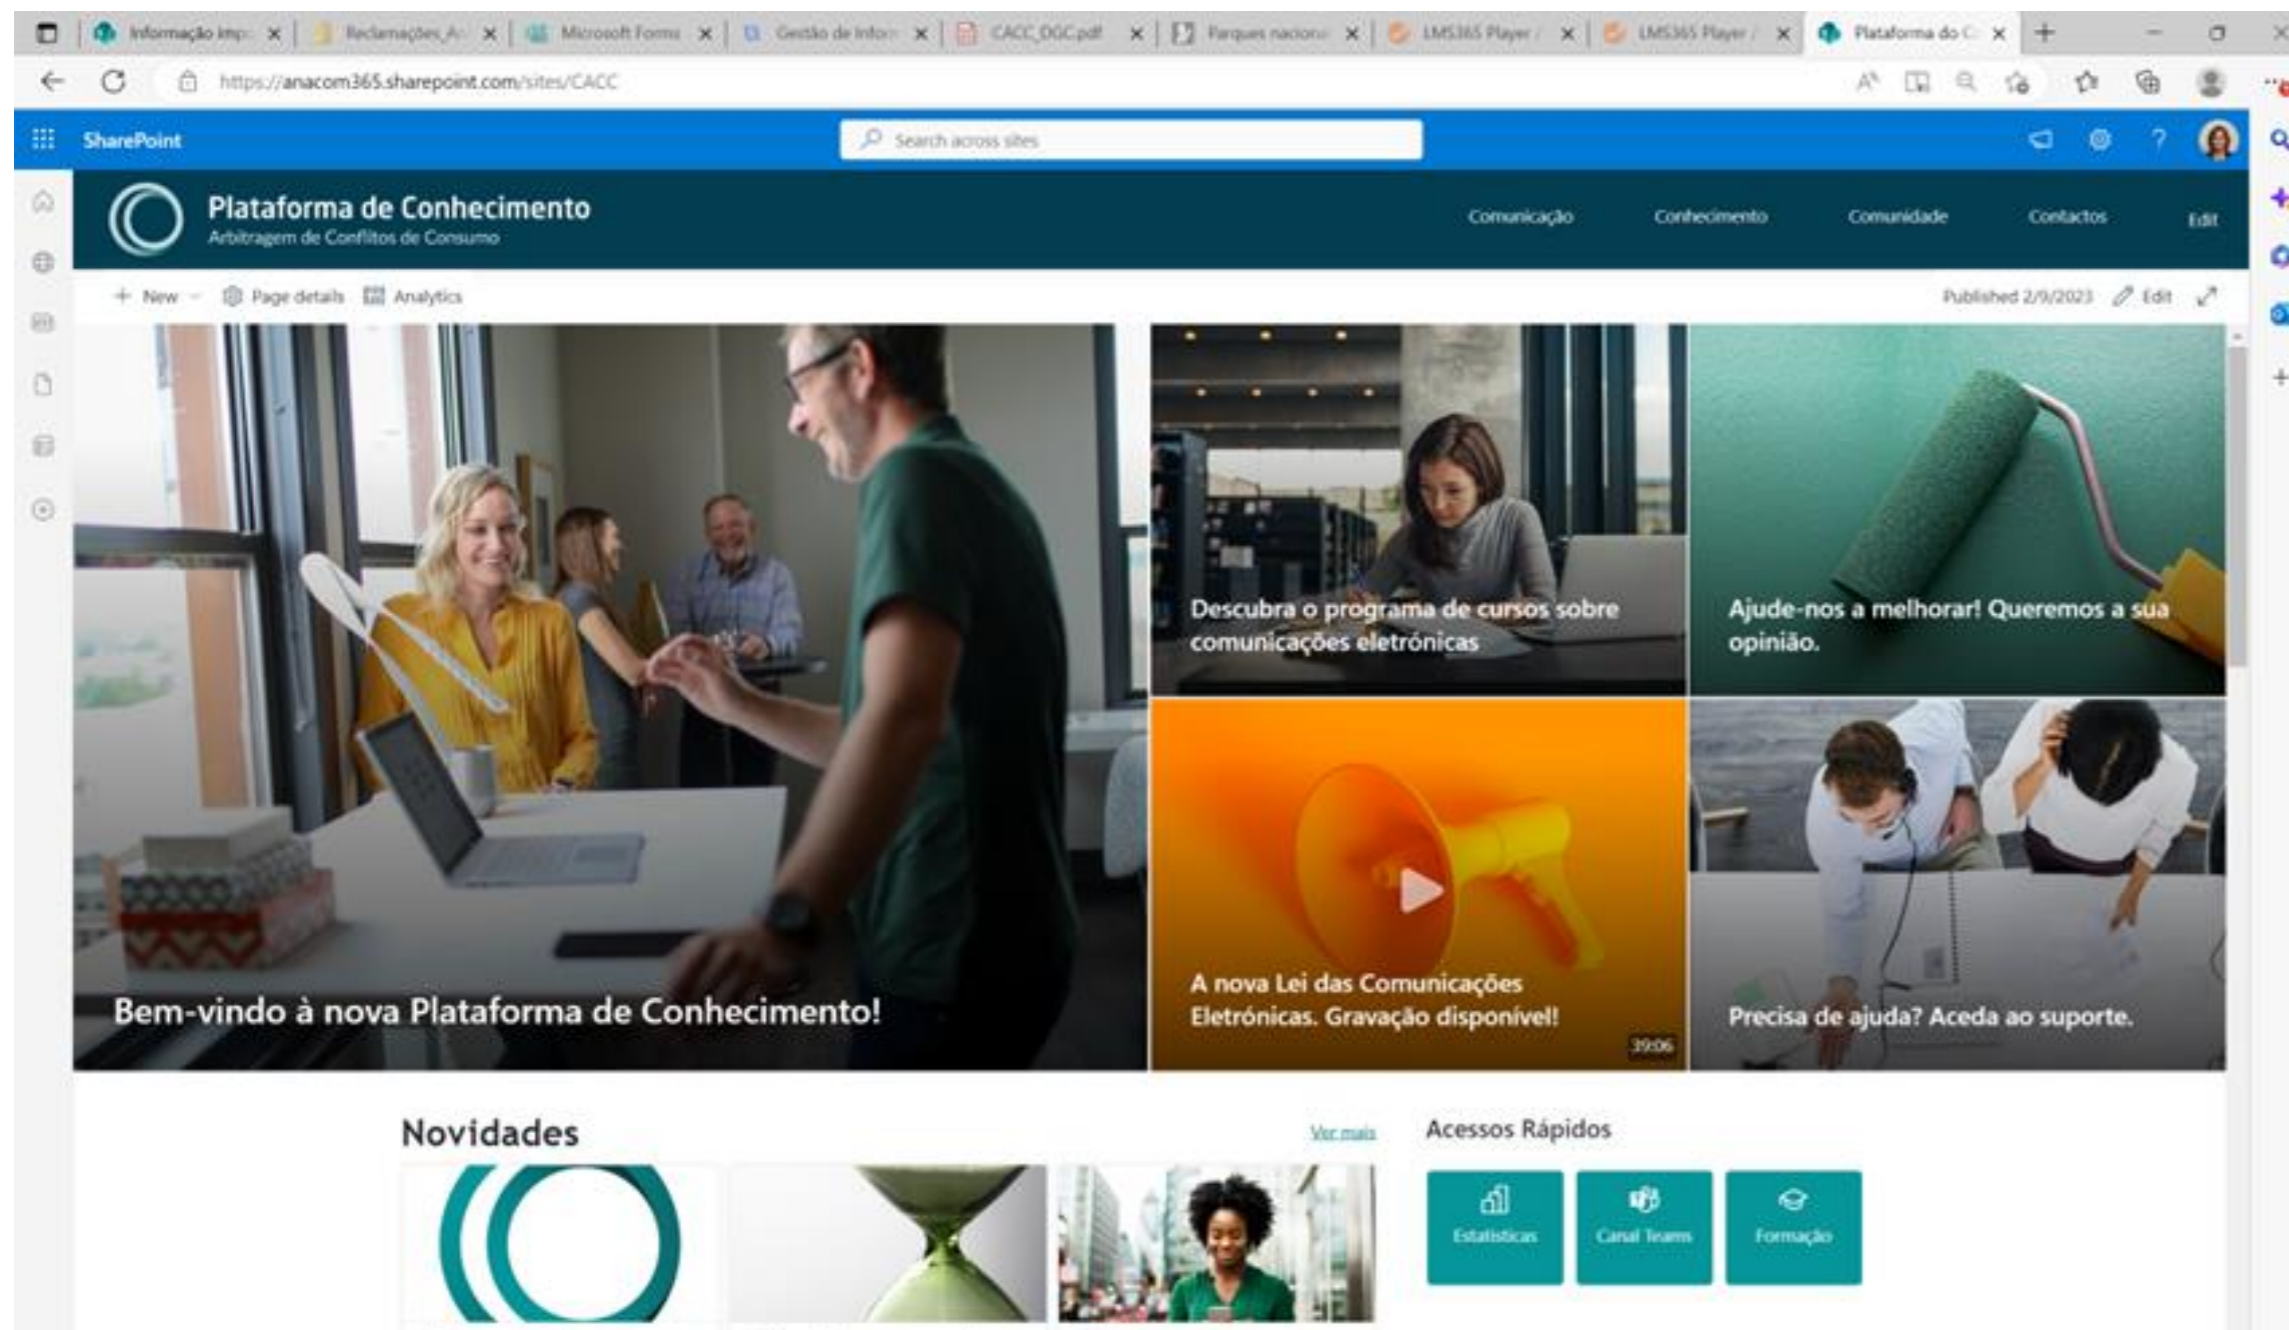 Informação imp
Reclamações_A
Microsoft Forms
Gestão de Inform
CACC_DGC.pdf
Parques naciona
LMS365 Player /
LMS365 Player /
Plataforma do C
https://anacom365.sharepoint.com/sites/CACC
SharePoint
Search across sites
?
Plataforma de Conhecimento
Arbitragem de Conflitos de Consumo
Comunicação
Conhecimento
Comunidade
Contactos
Edit
+ New
Page details
Analytics
Published 2/9/2023
Edit
Descubra o programa de cursos sobre
comunicações eletrónicas
Ajude-nos a melhorar! Queremos a sua
opinião.
Bem-vindo à nova Plataforma de Conhecimento!
A nova Lei das Comunicações
Eletrónicas. Gravação disponível!
39:06
Precisa de ajuda? Aceda ao suporte.
Novidades
Ver mais
Acessos Rápidos
Estatísticas
Canal Teams
Formação